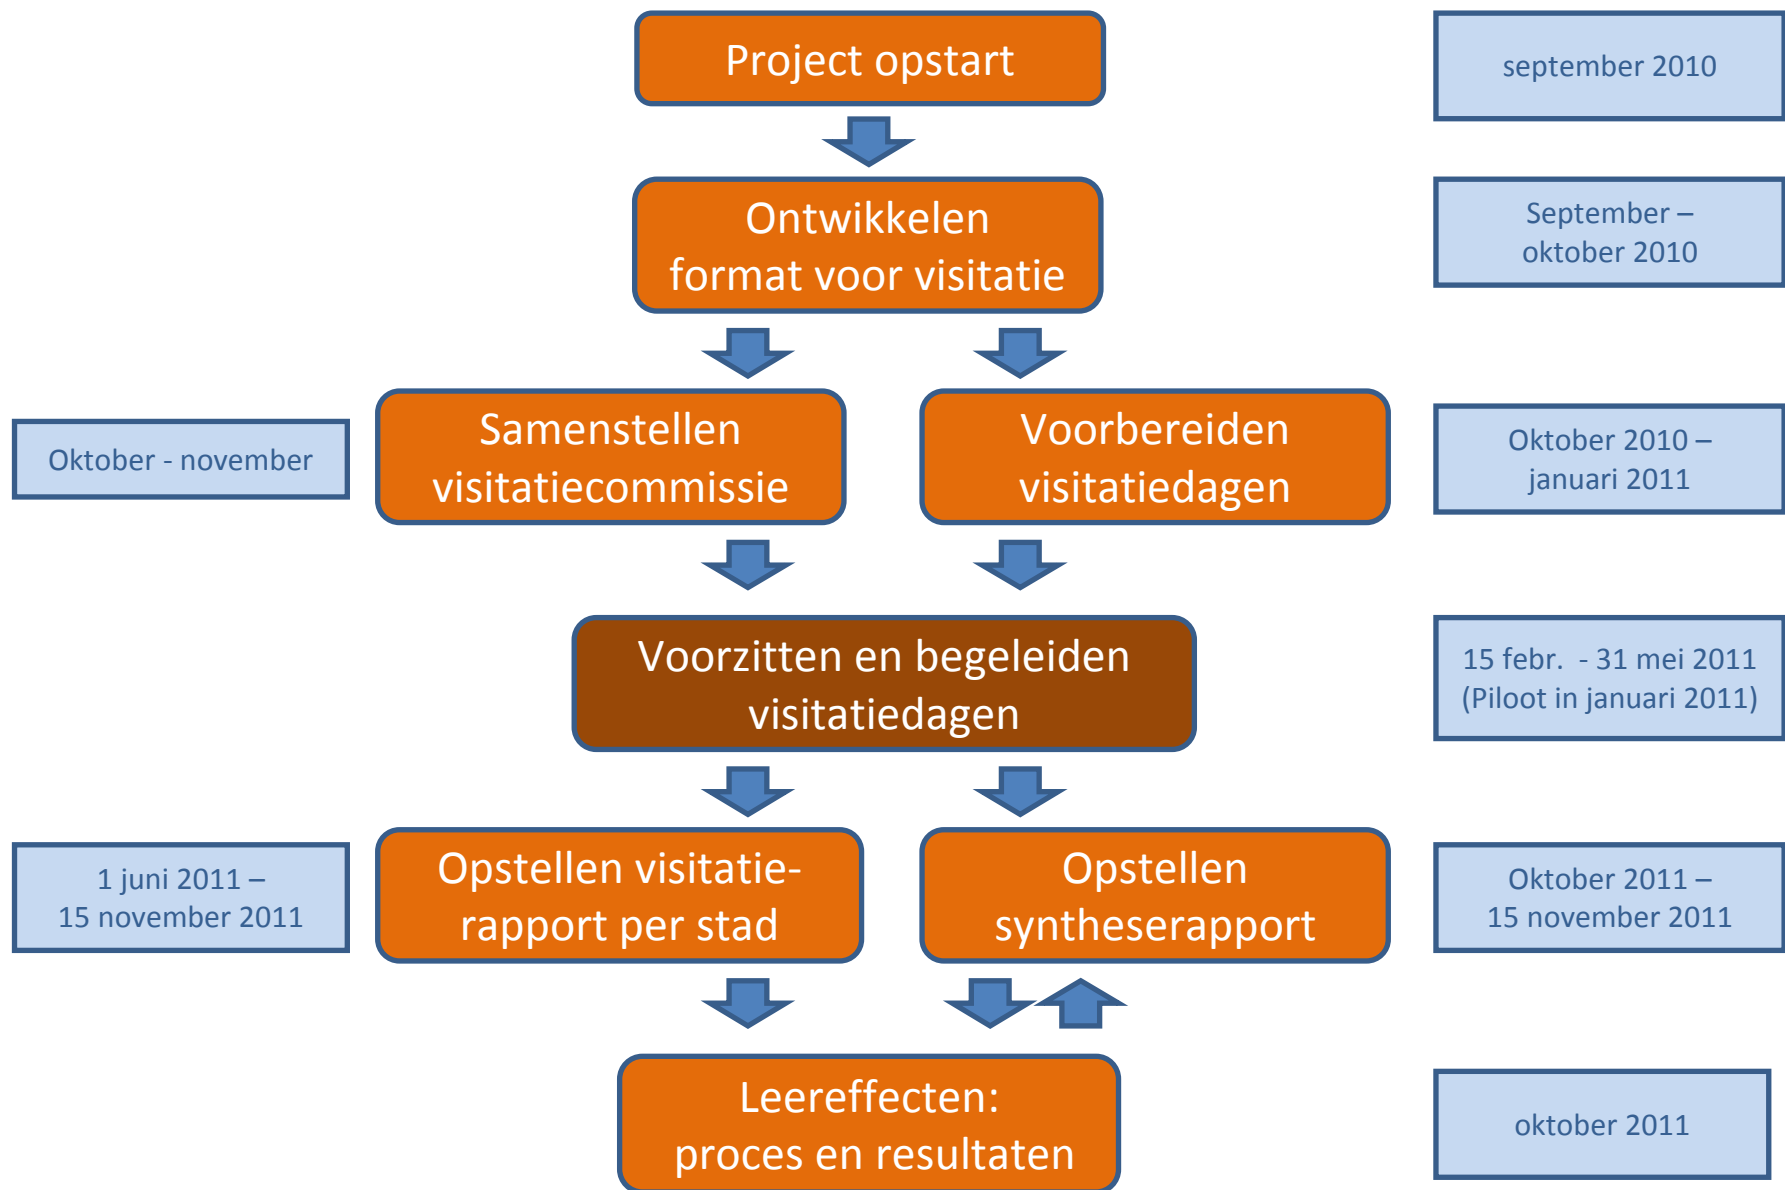 Project opstart
september 2010
Ontwikkelen
format voor visitatie
September –
oktober 2010
Oktober - november
Samenstellen
visitatiecommissie
Voorbereiden
visitatiedagen
Oktober 2010 –
januari 2011
Voorzitten en begeleiden
visitatiedagen
15 febr. - 31 mei 2011
(Piloot in januari 2011)
1 juni 2011 –
15 november 2011
Opstellen visitatie-
rapport per stad
Opstellen
syntheserapport
Oktober 2011 –
15 november 2011
Leereffecten:
proces en resultaten
oktober 2011